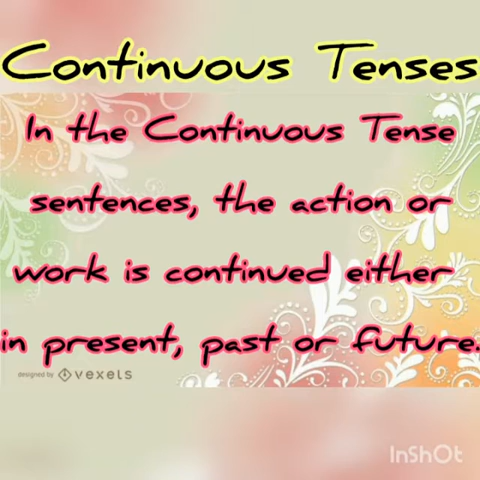 Continuous Tenses
In the Continuous Tense
sentences, the action or
work is continued either
in present, past or future.
designed by vexels
InShOt